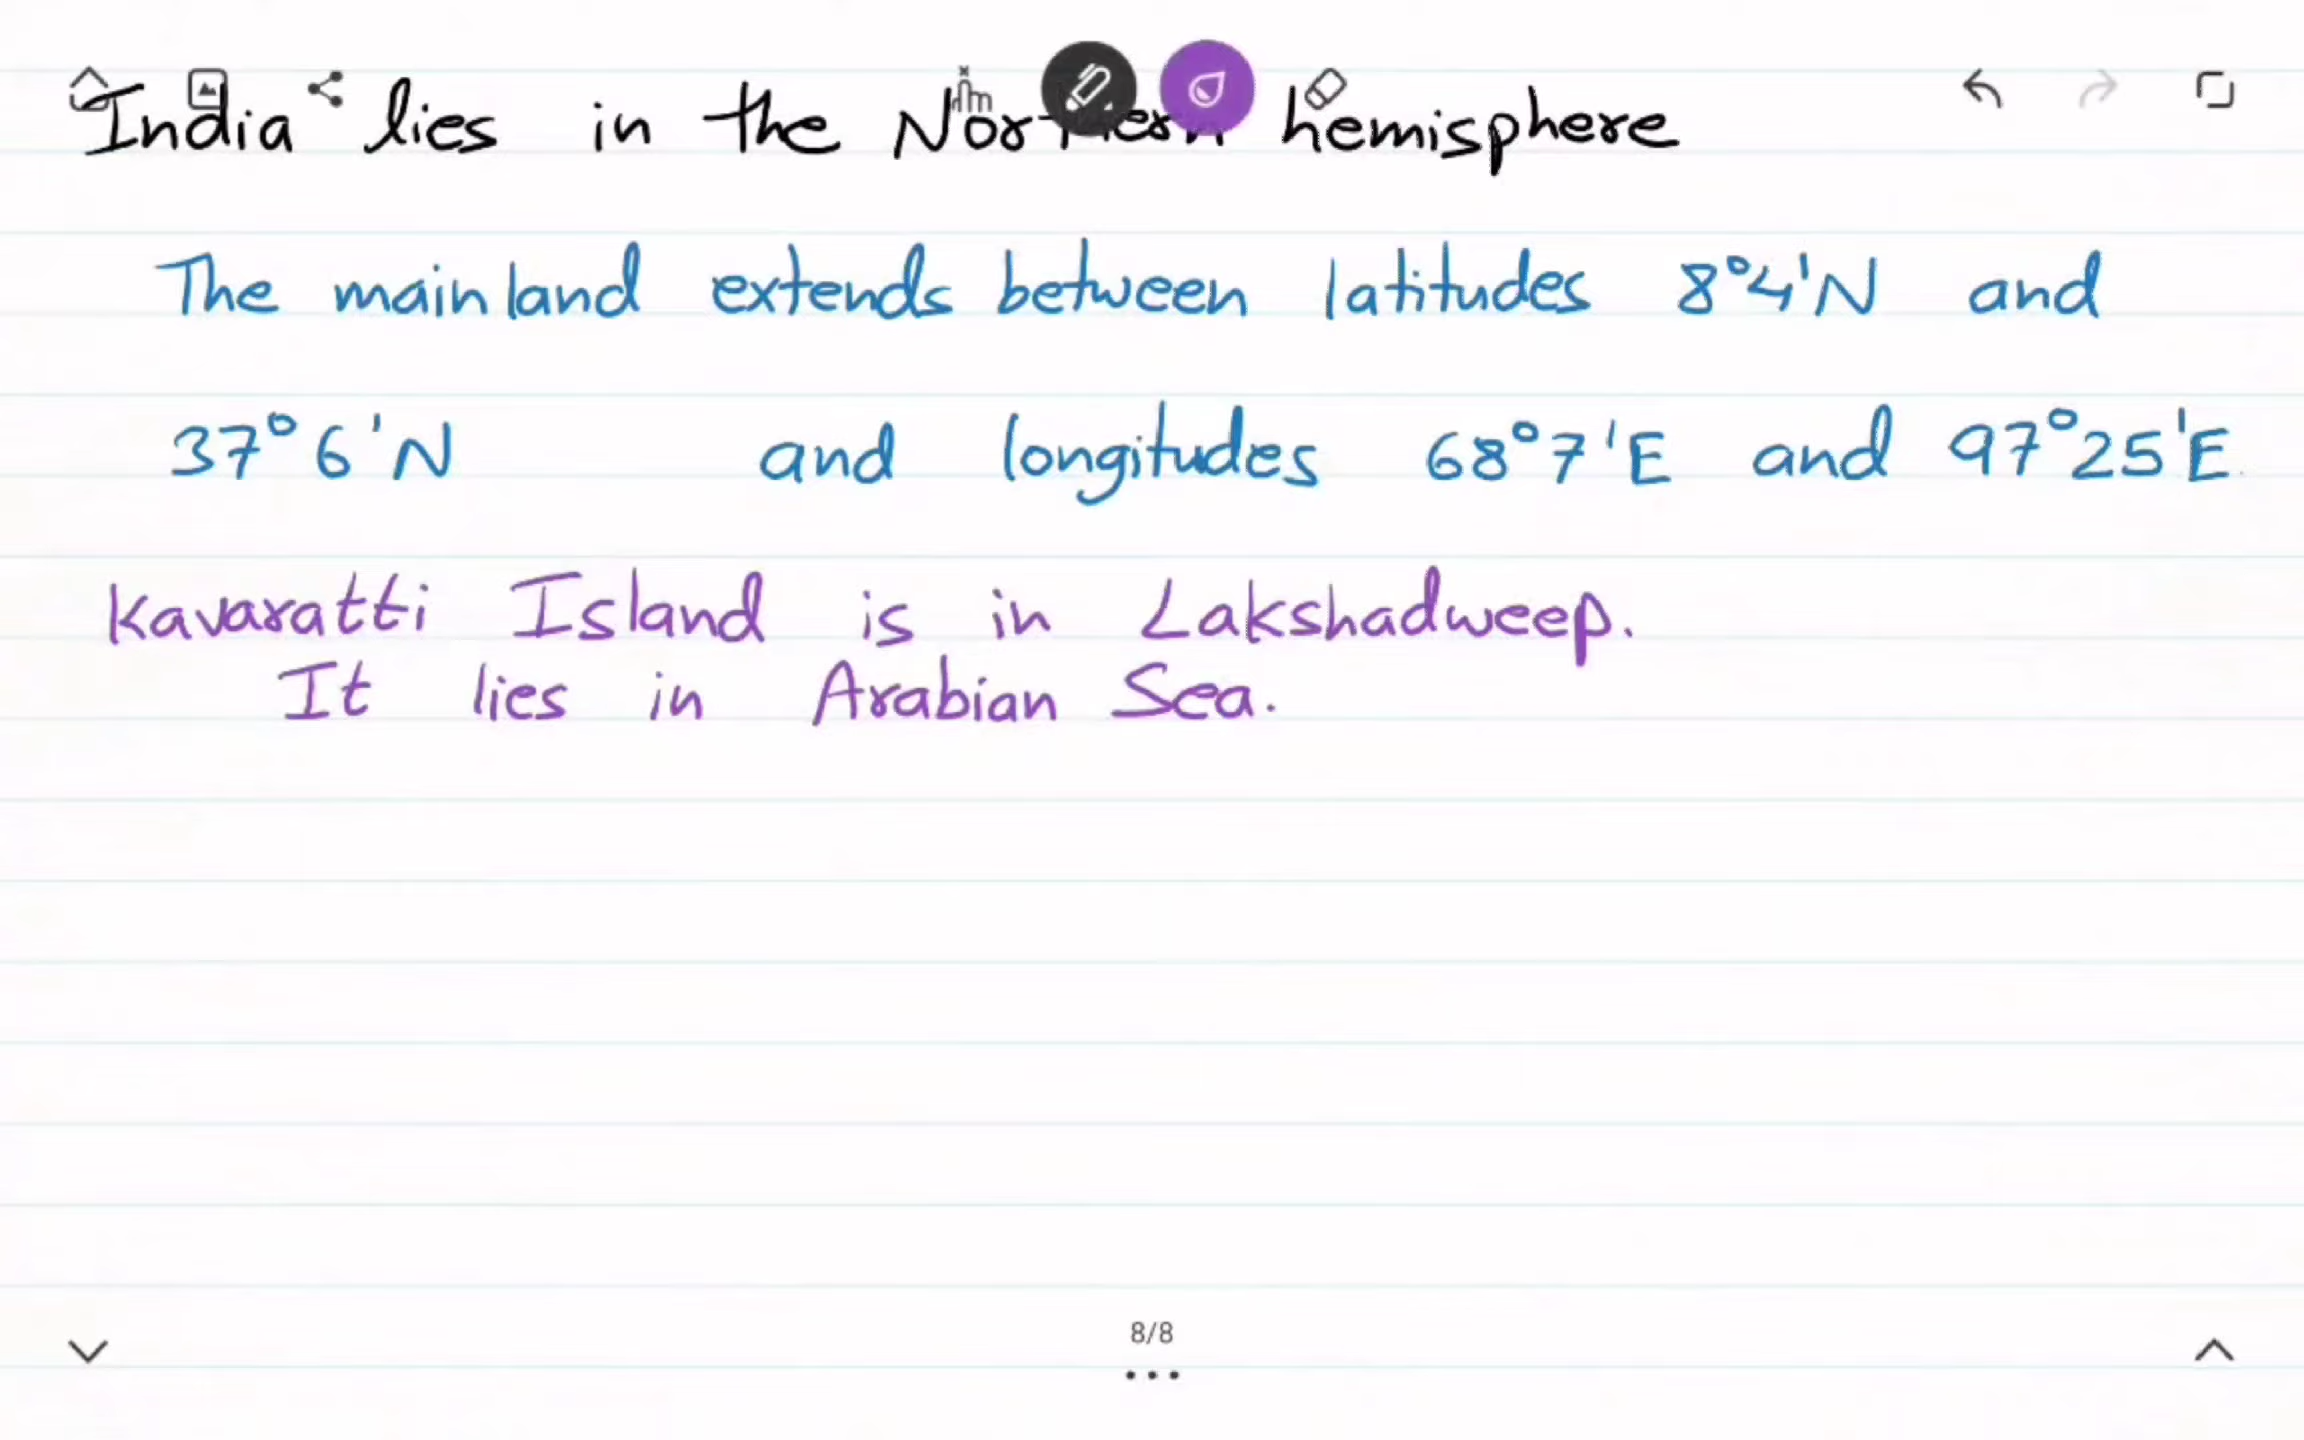 India lies in the Northern hemisphere
The mainland extends between latitudes 8°4'N and
37°6'N and longitudes 68°7'E and 97°25'E.
Kavaratti Island is in Lakshadweep.
It lies in Arabian Sea.
8/8